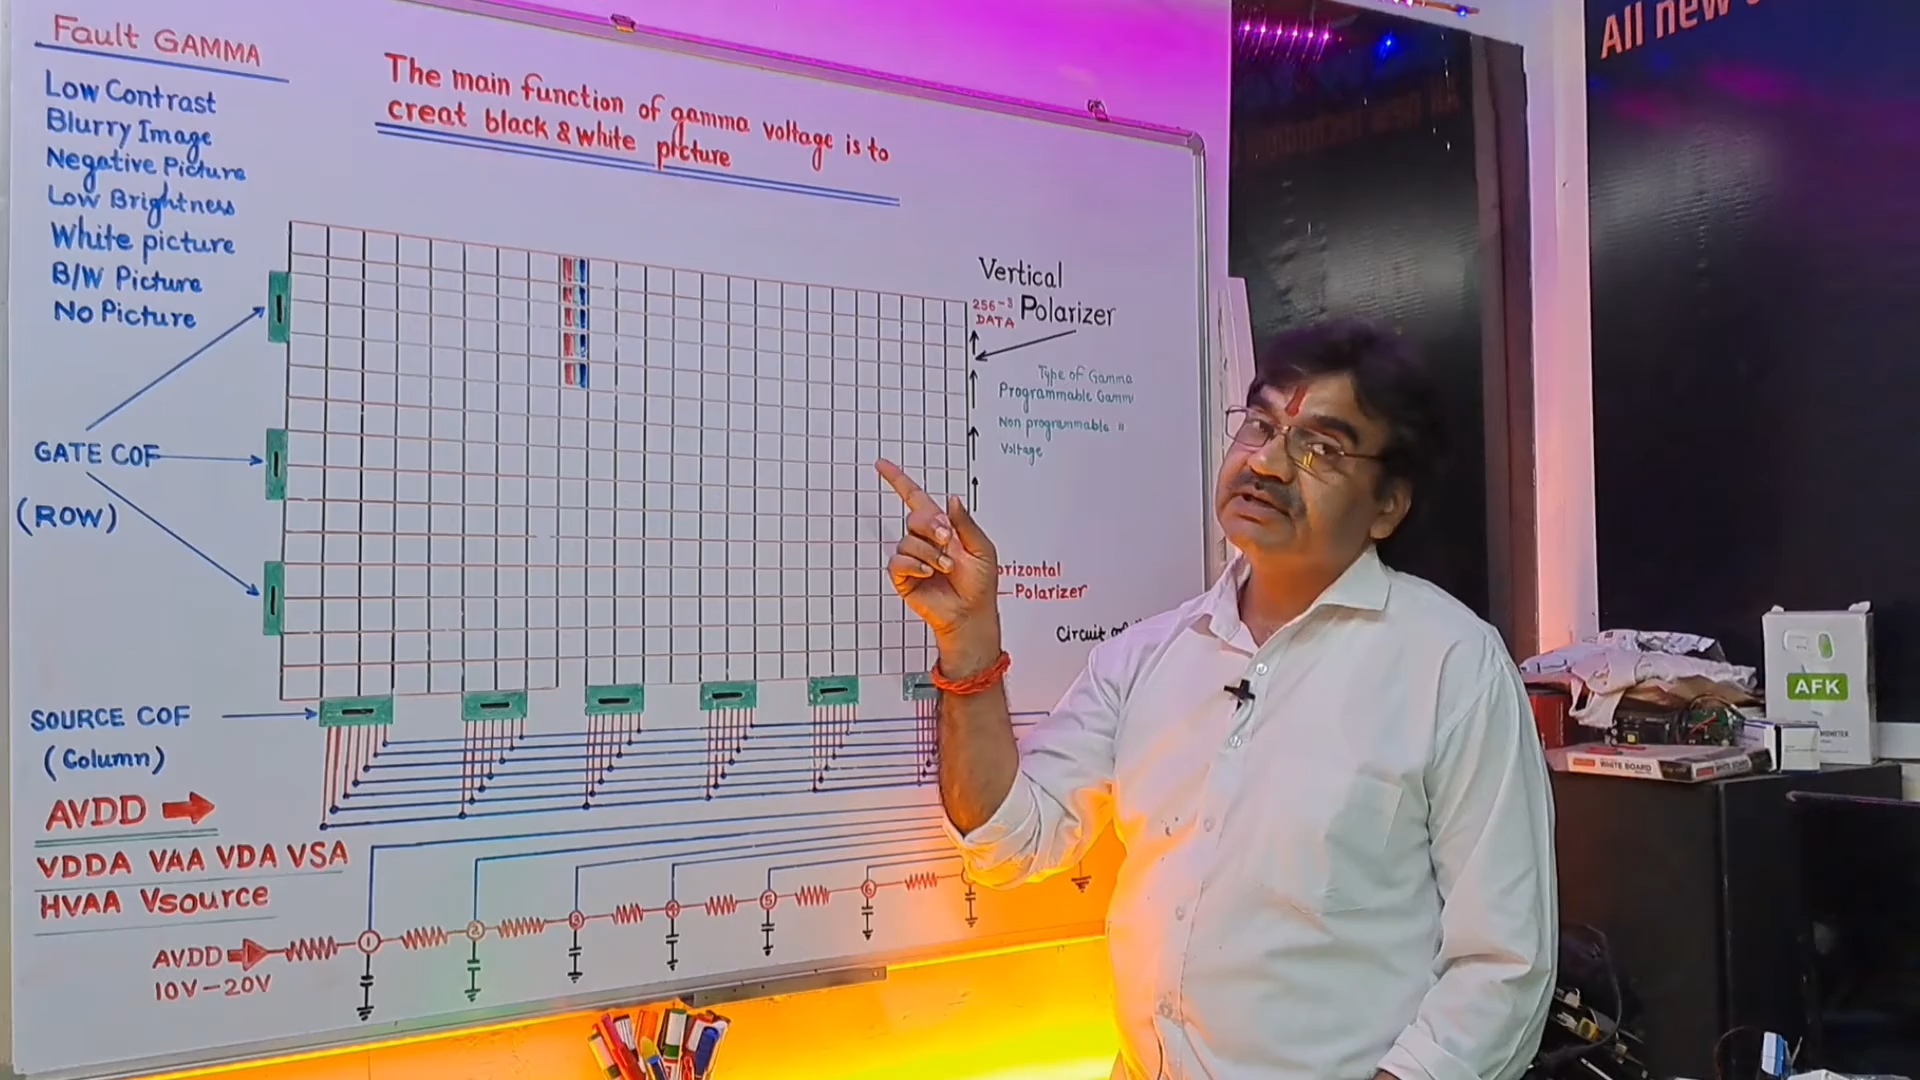 Fault GAMMA
Low Contrast
Blurry Image
Negative Picture
Low Brightness
White picture
B/W Picture
No Picture
The main function of gamma voltage is to
creat black & white picture
GATE COF
(ROW)
SOURCE COF
(Column)
AVDD
VDDA VAA VDA VSA
HVAA Vsource
AVDD
10V-20V
1
2
3
4
5
6
Vertical
Polarizer
256-3
DATA
Type of Gamma
Programmable
Non programmable "
Voltage
Polarizer
Circuit
All new
AFK
WHITE BOARD